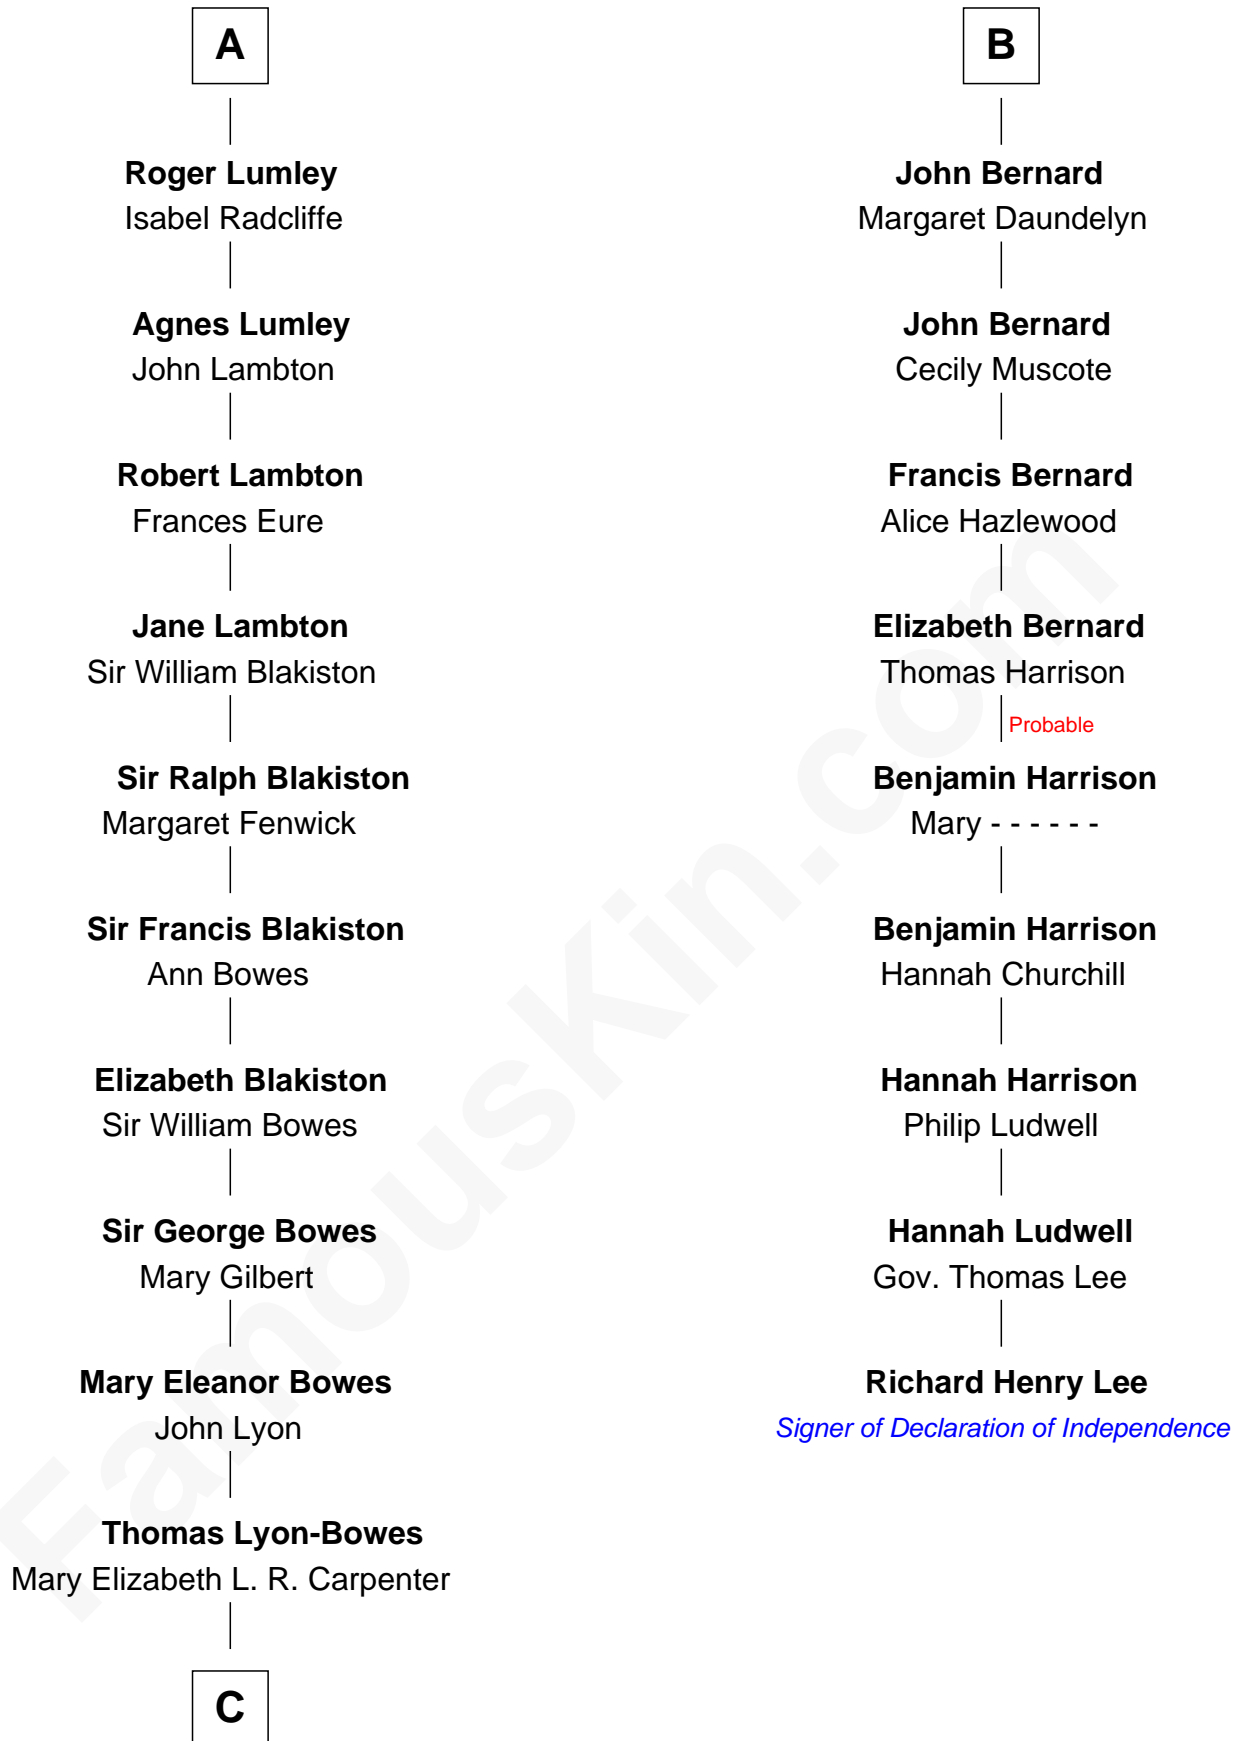 A
Roger Lumley
Isabel Radcliffe
Agnes Lumley
John Lambton
Robert Lambton
Frances Eure
Jane Lambton
Sir William Blakiston
Sir Ralph Blakiston
Margaret Fenwick
Sir Francis Blakiston
Ann Bowes
Elizabeth Blakiston
Sir William Bowes
Sir George Bowes
Mary Gilbert
Mary Eleanor Bowes
John Lyon
Thomas Lyon-Bowes
Mary Elizabeth L. R. Carpenter
C
B
John Bernard
Margaret Daundelyn
John Bernard
Cecily Muscote
Francis Bernard
Alice Hazlewood
Elizabeth Bernard
Thomas Harrison
Probable
Benjamin Harrison
Mary - - - - - -
Benjamin Harrison
Hannah Churchill
Hannah Harrison
Philip Ludwell
Hannah Ludwell
Gov. Thomas Lee
Richard Henry Lee
Signer of Declaration of Independence
FamousKin.com